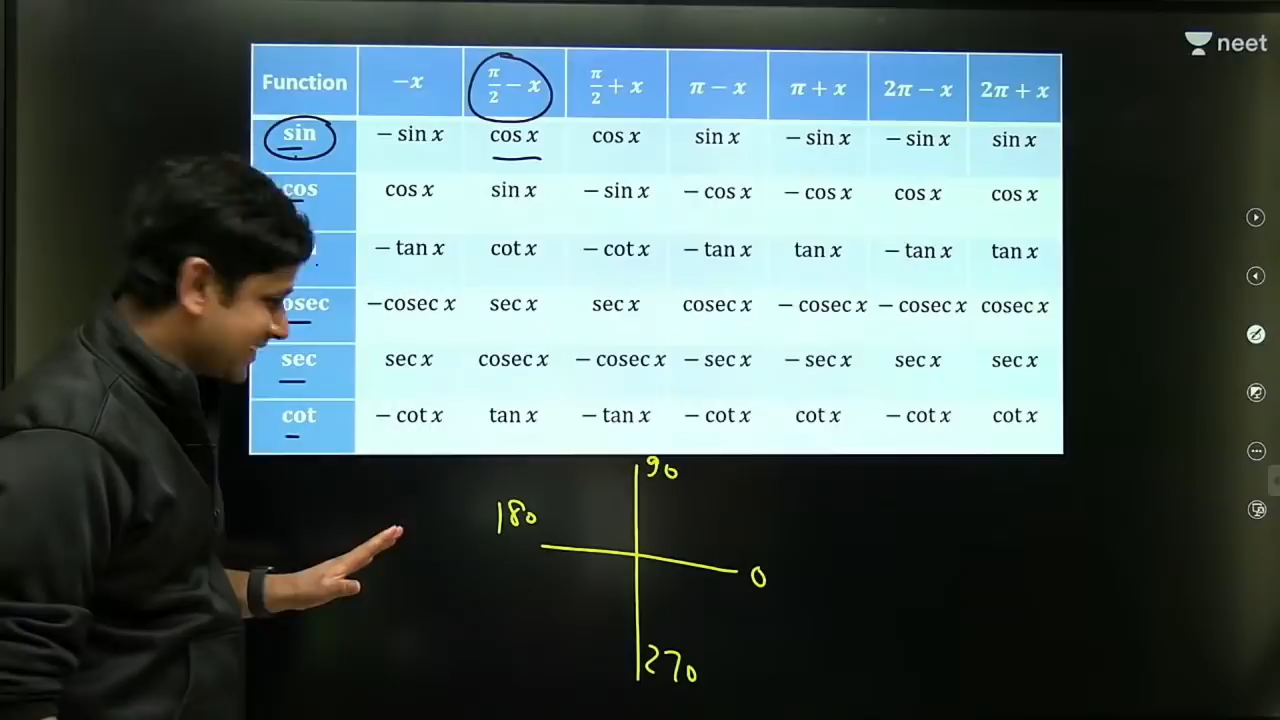 neet
Function −x π/2 − x π/2 + x π − x π + x 2π − x 2π + x
sin − sin x cos x cos x sin x − sin x − sin x sin x
cos cos x sin x − sin x − cos x − cos x cos x cos x
− tan x cot x − cot x − tan x tan x − tan x tan x
cosec −cosec x sec x sec x cosec x − cosec x − cosec x cosec x
sec sec x cosec x − cosec x − sec x − sec x sec x sec x
cot − cot x tan x − tan x − cot x cot x − cot x cot x
90
180
0
270